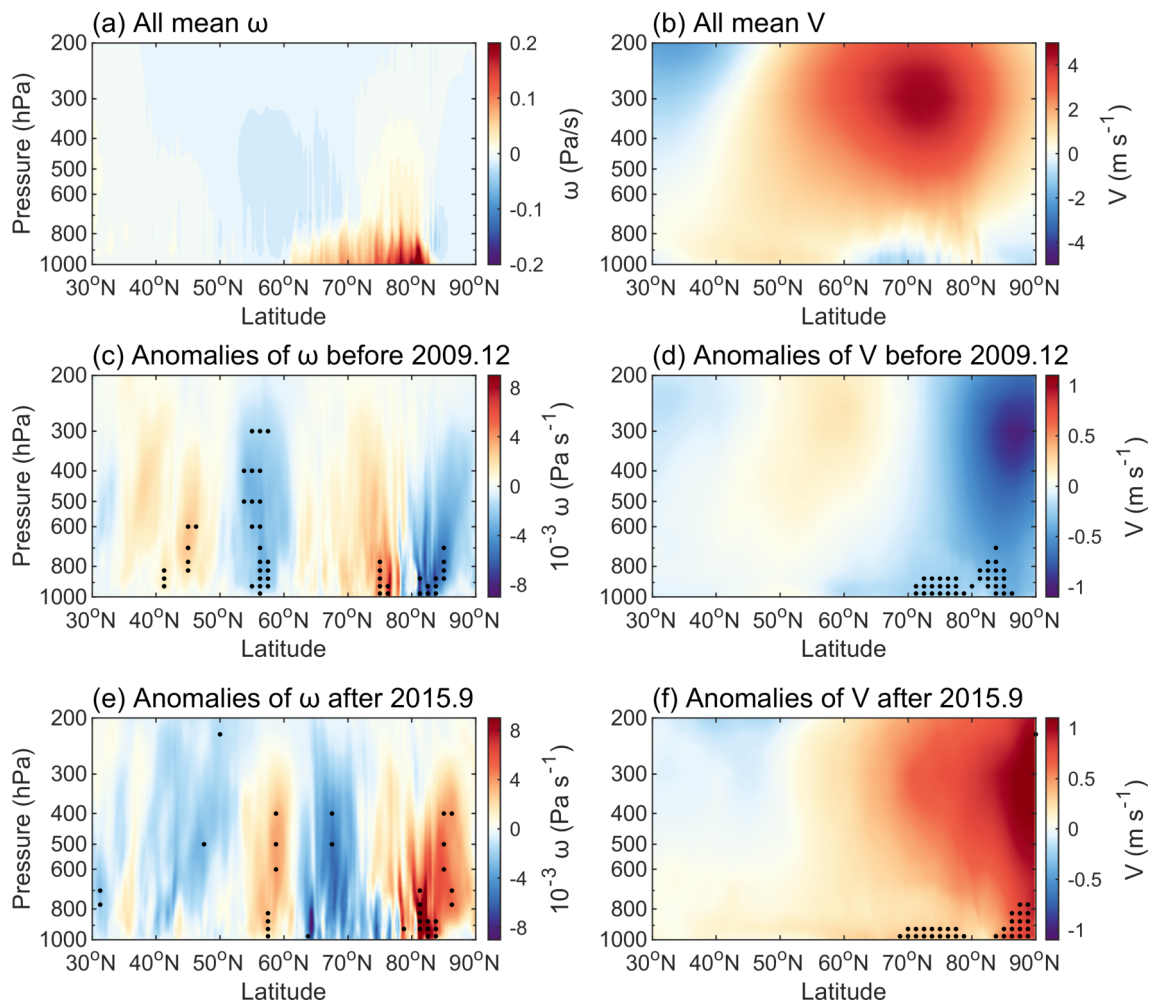 (a) All mean ω
200
300
400
500
600
800
1000
Pressure (hPa)
30°N 40°N 50°N 60°N 70°N 80°N 90°N
Latitude
0.2
0.1
0
-0.1
-0.2
ω (Pa/s)
(b) All mean V
200
300
400
500
600
800
1000
Pressure (hPa)
30°N 40°N 50°N 60°N 70°N 80°N 90°N
Latitude
4
2
0
-2
-4
V (m s⁻¹)
(c) Anomalies of ω before 2009.12
200
300
400
500
600
800
1000
Pressure (hPa)
30°N 40°N 50°N 60°N 70°N 80°N 90°N
Latitude
8
4
0
-4
-8
10⁻³ ω (Pa s⁻¹)
(d) Anomalies of V before 2009.12
200
300
400
500
600
800
1000
Pressure (hPa)
30°N 40°N 50°N 60°N 70°N 80°N 90°N
Latitude
1
0.5
0
-0.5
-1
V (m s⁻¹)
(e) Anomalies of ω after 2015.9
200
300
400
500
600
800
1000
Pressure (hPa)
30°N 40°N 50°N 60°N 70°N 80°N 90°N
Latitude
8
4
0
-4
-8
10⁻³ ω (Pa s⁻¹)
(f) Anomalies of V after 2015.9
200
300
400
500
600
800
1000
Pressure (hPa)
30°N 40°N 50°N 60°N 70°N 80°N 90°N
Latitude
1
0.5
0
-0.5
-1
V (m s⁻¹)